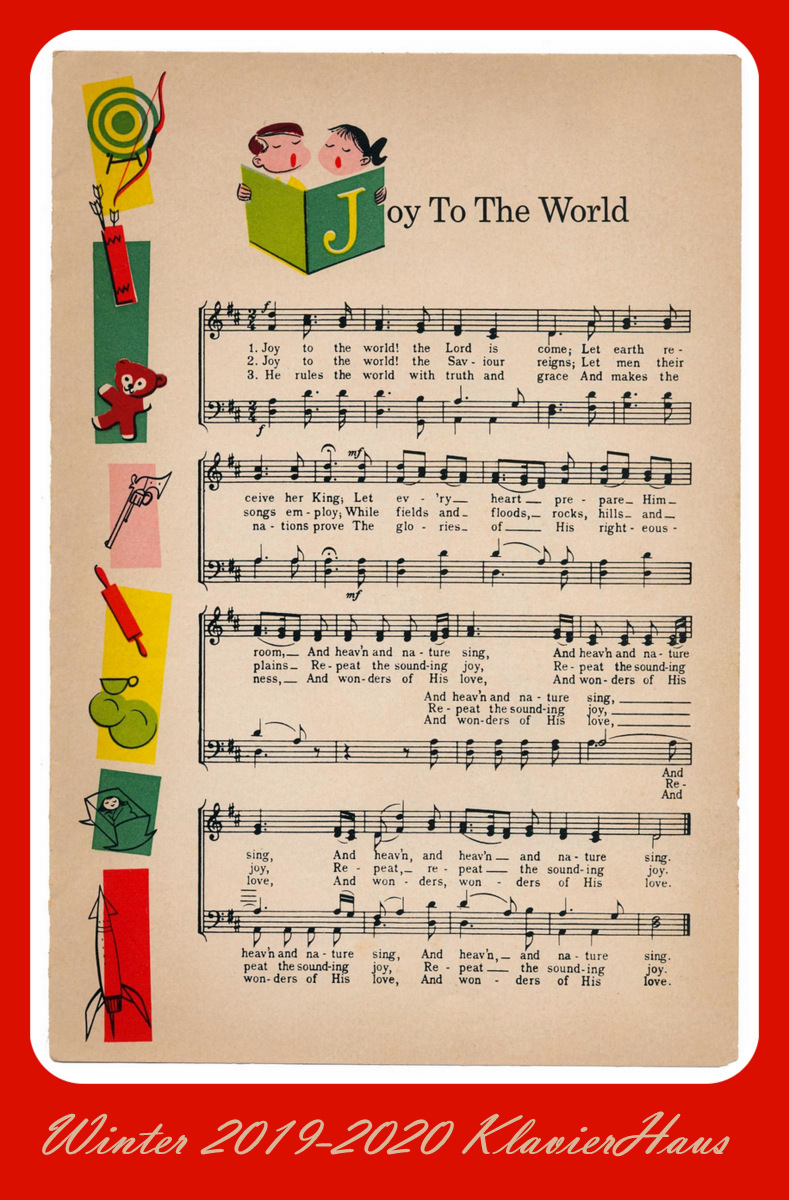 Joy To The World
f
1. Joy to the world! the Lord is come; Let earth re-
2. Joy to the world! the Sav - iour reigns; Let men their
3. He rules the world with truth and grace And makes the
f
mf
ceive her King; Let ev - 'ry heart pre - pare Him
songs em - ploy; While fields and floods, rocks, hills and
na - tions prove The glo - ries of His right - eous -
mf
room, And heav'n and na - ture sing, And heav'n and na - ture
plains Re - peat the sound-ing joy, Re - peat the sound-ing
ness, And won-ders of His love, And won-ders of His
And heav'n and na - ture sing,
Re - peat the sound-ing joy,
And won-ders of His love,
And
Re -
And
sing, And heav'n, and heav'n and na - ture sing.
joy, Re - peat, re - peat the sound-ing joy.
love, And won - ders, won - ders of His love.
heav'n and na - ture sing, And heav'n, and na - ture sing.
peat the sound-ing joy, Re - peat the sound-ing joy.
won-ders of His love, And won - ders of His love.
Winter 2019-2020 KlavierHaus